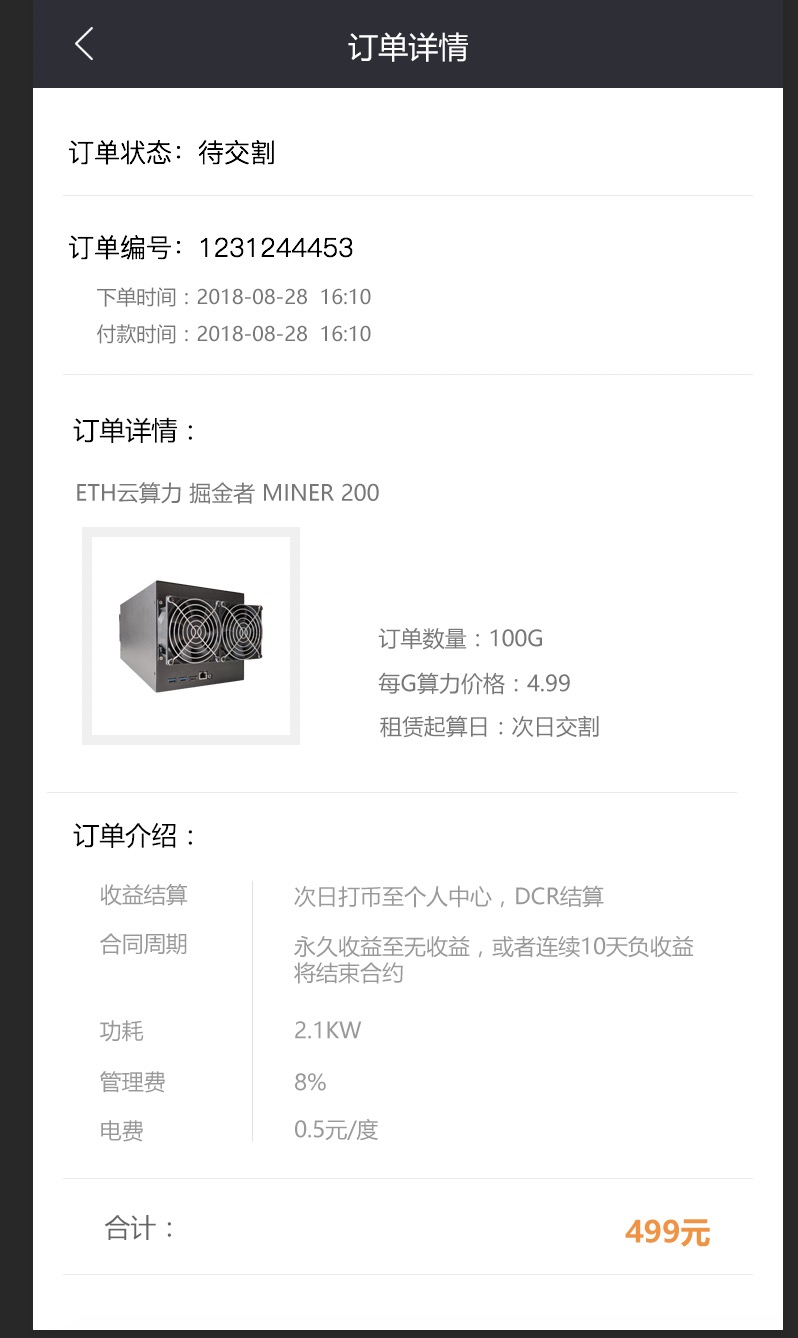 订单详情
订单状态：待交割
订单编号：1231244453
下单时间：2018-08-28 16:10
付款时间：2018-08-28 16:10
订单详情：
ETH云算力 掘金者 MINER 200
订单数量：100G
每G算力价格：4.99
租赁起算日：次日交割
订单介绍：
收益结算 次日打币至个人中心，DCR结算
合同周期 永久收益至无收益，或者连续10天负收益
将结束合约
功耗 2.1KW
管理费 8%
电费 0.5元/度
合计： 499元